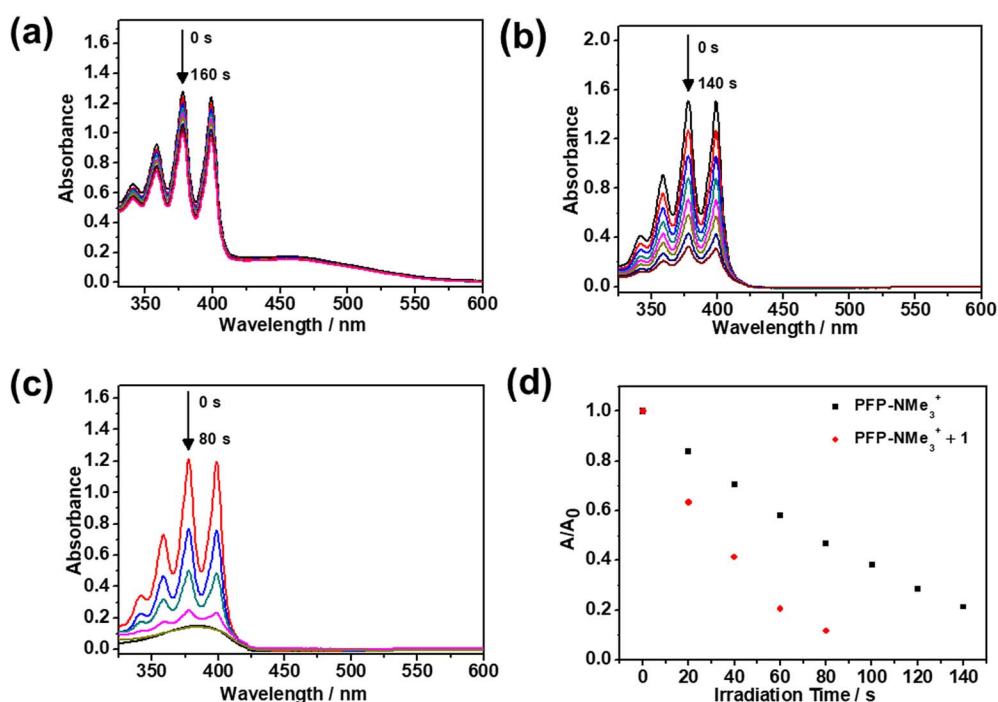 (a)
1.6
1.4
1.2
1.0
0.8
0.6
0.4
0.2
0.0
Absorbance
0 s
160 s
350 400 450 500 550 600
Wavelength / nm
(b)
2.0
1.6
1.2
0.8
0.4
0.0
Absorbance
0 s
140 s
350 400 450 500 550 600
Wavelength / nm
(c)
1.6
1.4
1.2
1.0
0.8
0.6
0.4
0.2
0.0
Absorbance
0 s
80 s
350 400 450 500 550 600
Wavelength / nm
(d)
1.0
0.8
0.6
0.4
0.2
0.0
A/A₀
PFP-NMe₃⁺
PFP-NMe₃⁺ + 1
0 20 40 60 80 100 120 140
Irradiation Time / s